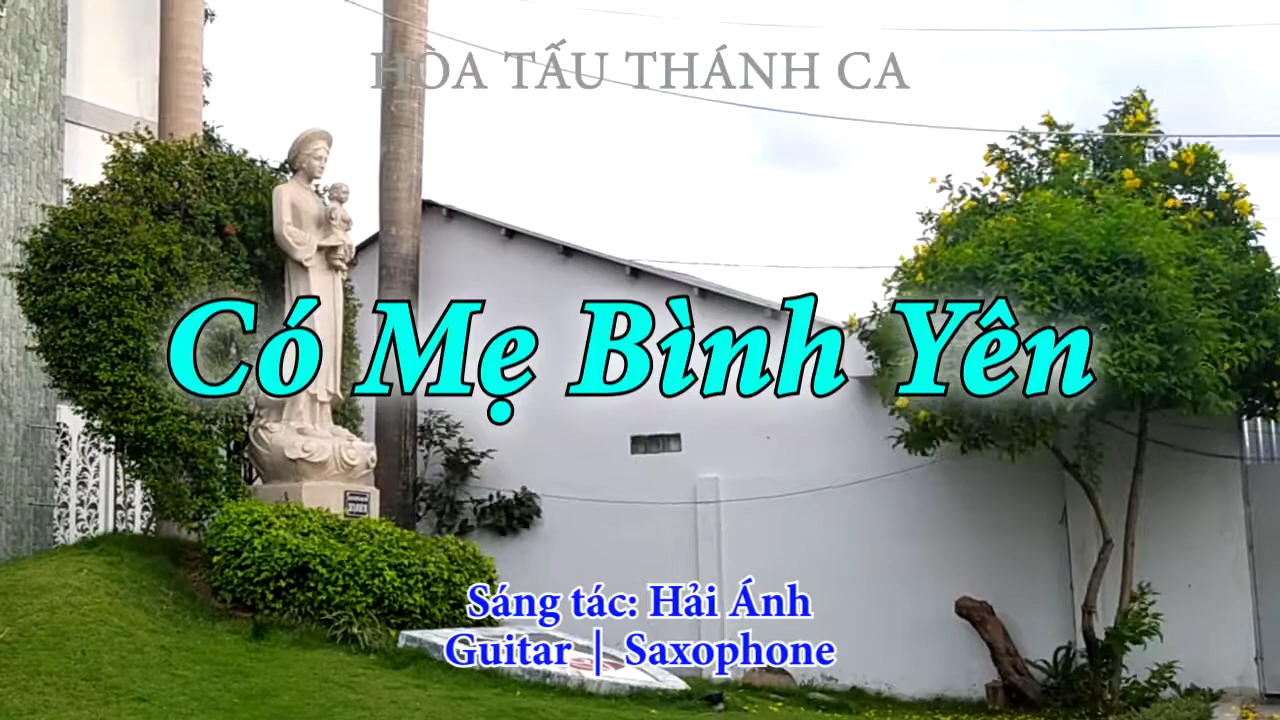 HÒA TẤU THÁNH CA
Có Mẹ Bình Yên
Sáng tác: Hải Ánh
Guitar | Saxophone